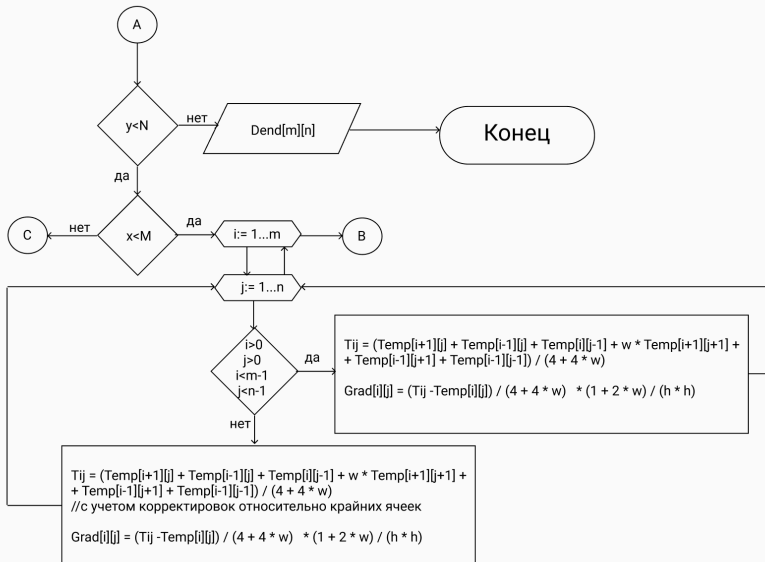 A
y<N
нет
Dend[m][n]
Конец
да
C
нет
x<M
да
i:= 1...m
B
j:= 1...n
i>0
j>0
i<m-1
j<n-1
да
Tij = (Temp[i+1][j] + Temp[i-1][j] + Temp[i][j-1] + w * Temp[i+1][j+1] +
+ Temp[i-1][j+1] + Temp[i-1][j-1]) / (4 + 4 * w)
Grad[i][j] = (Tij -Temp[i][j]) / (4 + 4 * w) * (1 + 2 * w) / (h * h)
нет
Tij = (Temp[i+1][j] + Temp[i-1][j] + Temp[i][j-1] + w * Temp[i+1][j+1] +
+ Temp[i-1][j+1] + Temp[i-1][j-1]) / (4 + 4 * w)
//с учетом корректировок относительно крайних ячеек
Grad[i][j] = (Tij -Temp[i][j]) / (4 + 4 * w) * (1 + 2 * w) / (h * h)